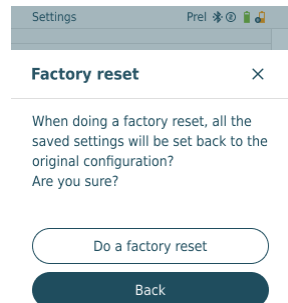 Settings Prel
Factory reset
When doing a factory reset, all the
saved settings will be set back to the
original configuration?
Are you sure?
Do a factory reset
Back